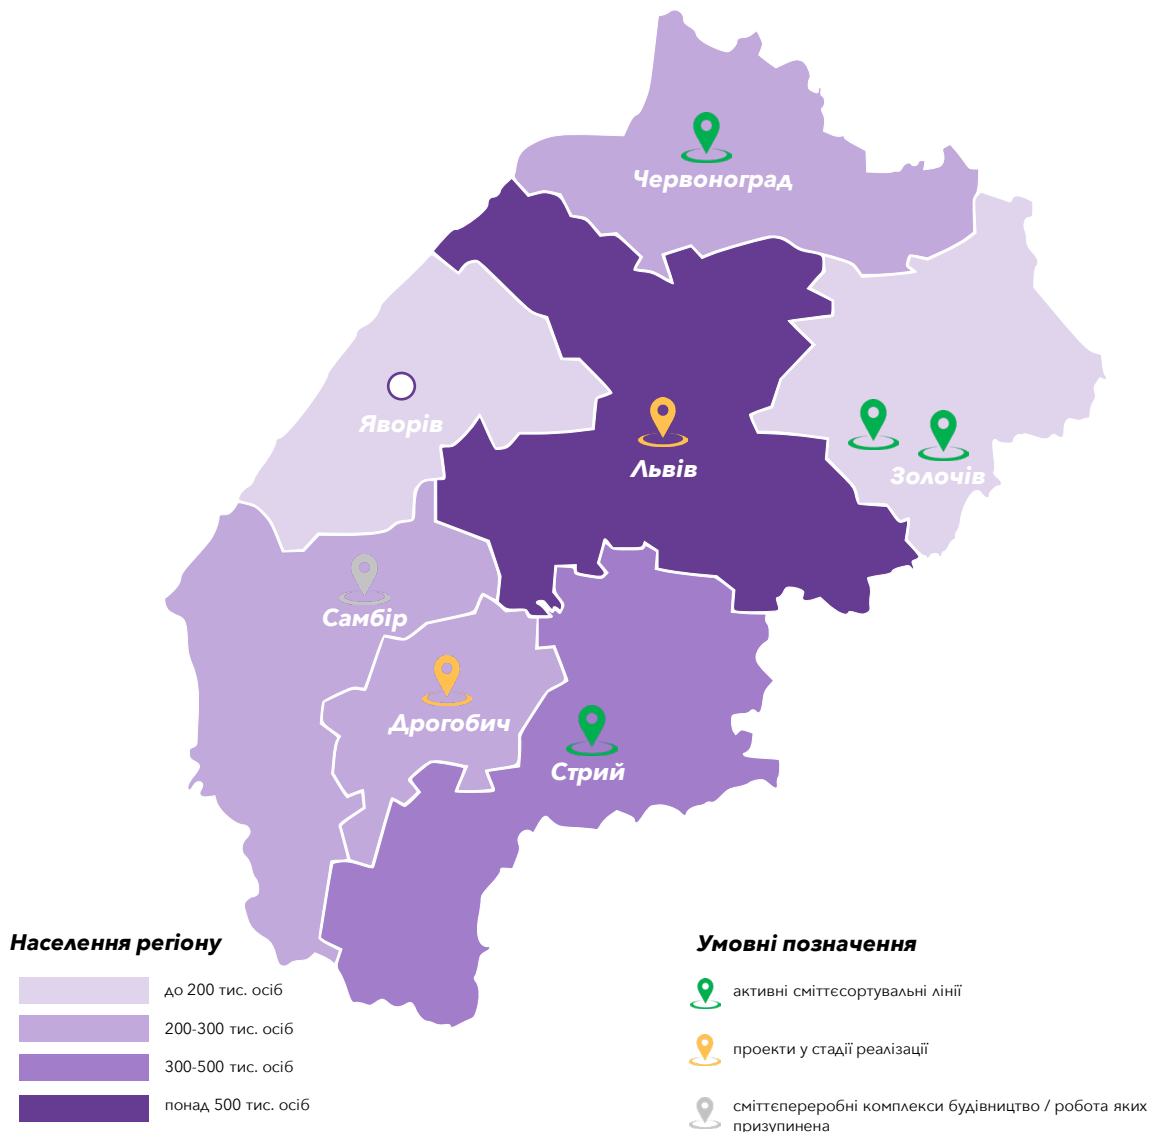 Червоноград
Яворів
Львів
Золочів
Самбір
Дрогобич
Стрий
Населення регіону
до 200 тис. осіб
200-300 тис. осіб
300-500 тис. осіб
понад 500 тис. осіб
Умовні позначення
активні сміттєсортувальні лінії
проекти у стадії реалізації
сміттєпереробні комплекси будівництво / робота яких
призупинена